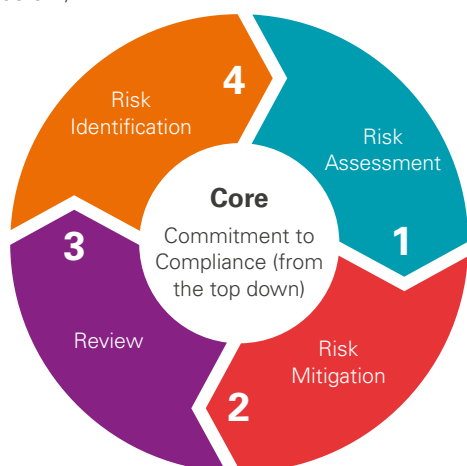 4
Risk
Identification
Risk
Assessment
Core
Commitment to
Compliance (from
the top down)
1
3
Review
Risk
Mitigation
2